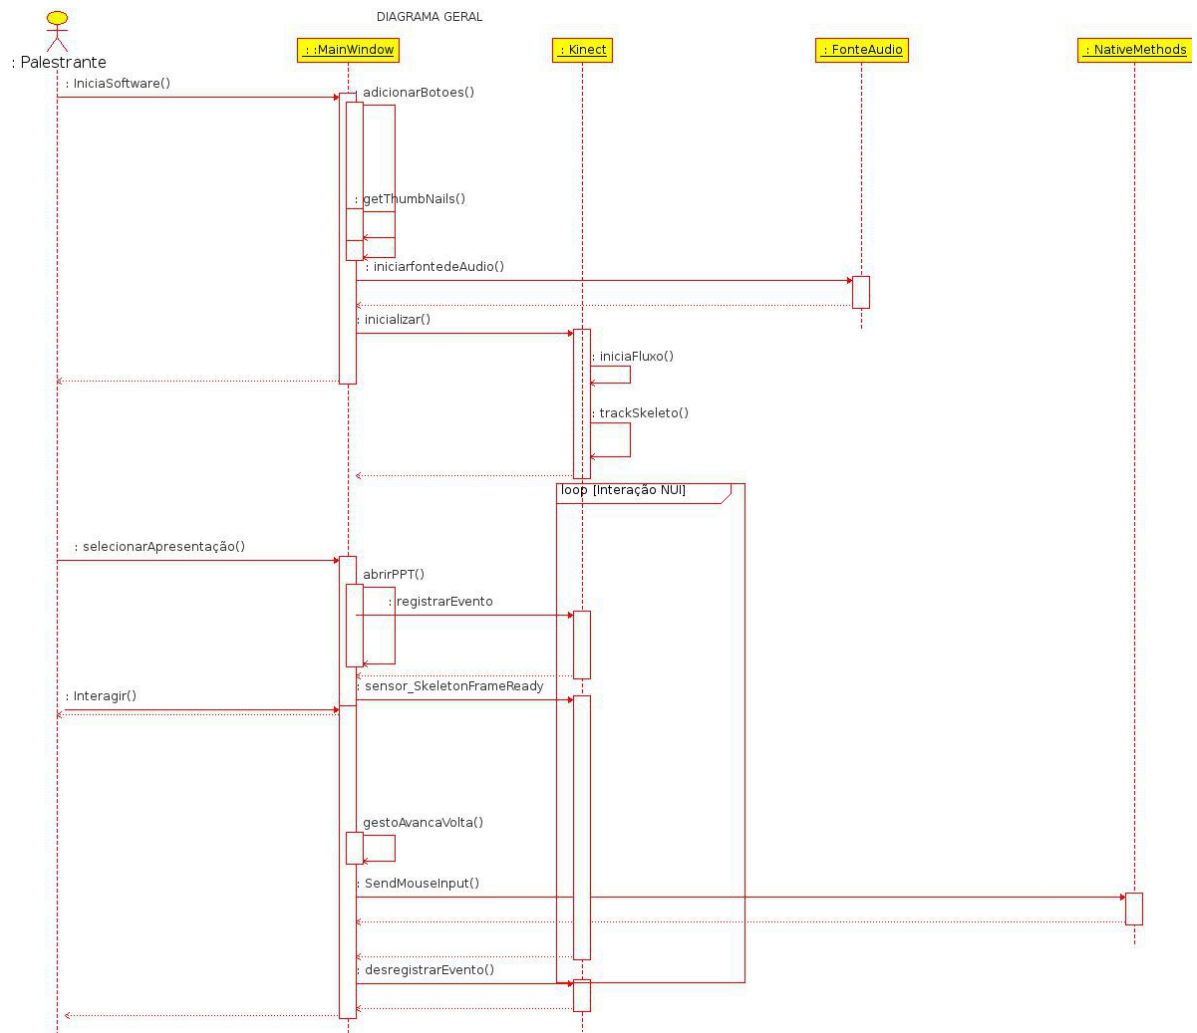 DIAGRAMA GERAL
: Palestrante
: :MainWindow
: Kinect
: FonteAudio
: NativeMethods
: IniciaSoftware()
: adicionarBotoes()
: getThumbNails()
: iniciarfontedeAudio()
: inicializar()
: iniciaFluxo()
: trackSkeleto()
loop [Interação NUI]
: selecionarApresentação()
abrirPPT()
: registrarEvento
: sensor_SkeletonFrameReady
: Interagir()
gestoAvancaVolta()
: SendMouseInput()
: desregistrarEvento()